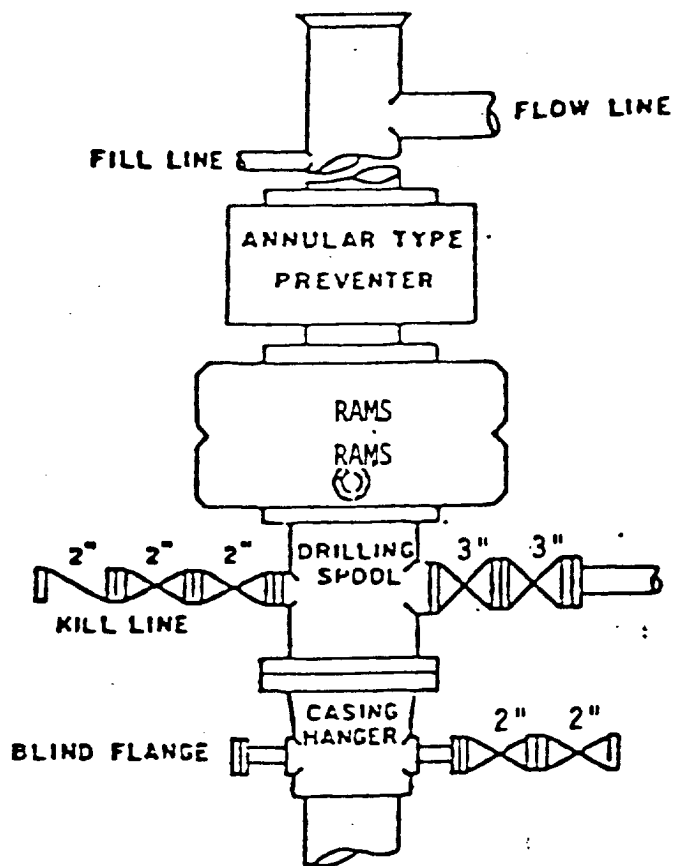 FLOW LINE
FILL LINE
ANNULAR TYPE
PREVENTER
RAMS
RAMS
2" 2" 2"
DRILLING
SPOOL
3" 3"
KILL LINE
CASING
HANGER
2" 2"
BLIND FLANGE